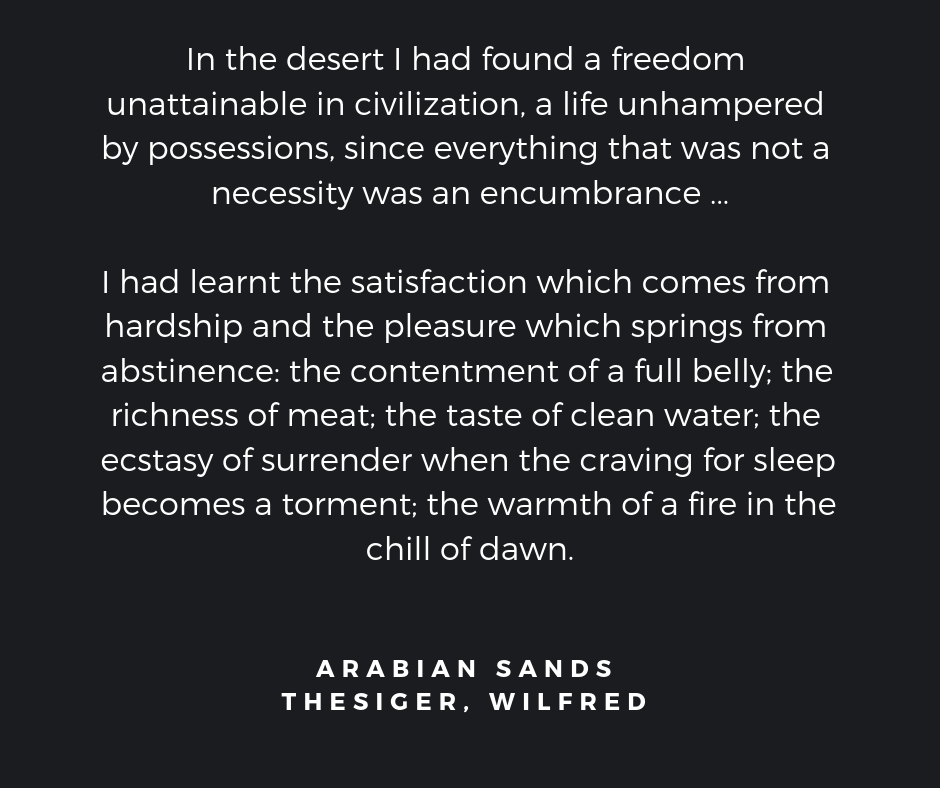 In the desert I had found a freedom
unattainable in civilization, a life unhampered
by possessions, since everything that was not a
necessity was an encumbrance ...
I had learnt the satisfaction which comes from
hardship and the pleasure which springs from
abstinence: the contentment of a full belly; the
richness of meat; the taste of clean water; the
ecstasy of surrender when the craving for sleep
becomes a torment; the warmth of a fire in the
chill of dawn.
ARABIAN SANDS
THESIGER, WILFRED